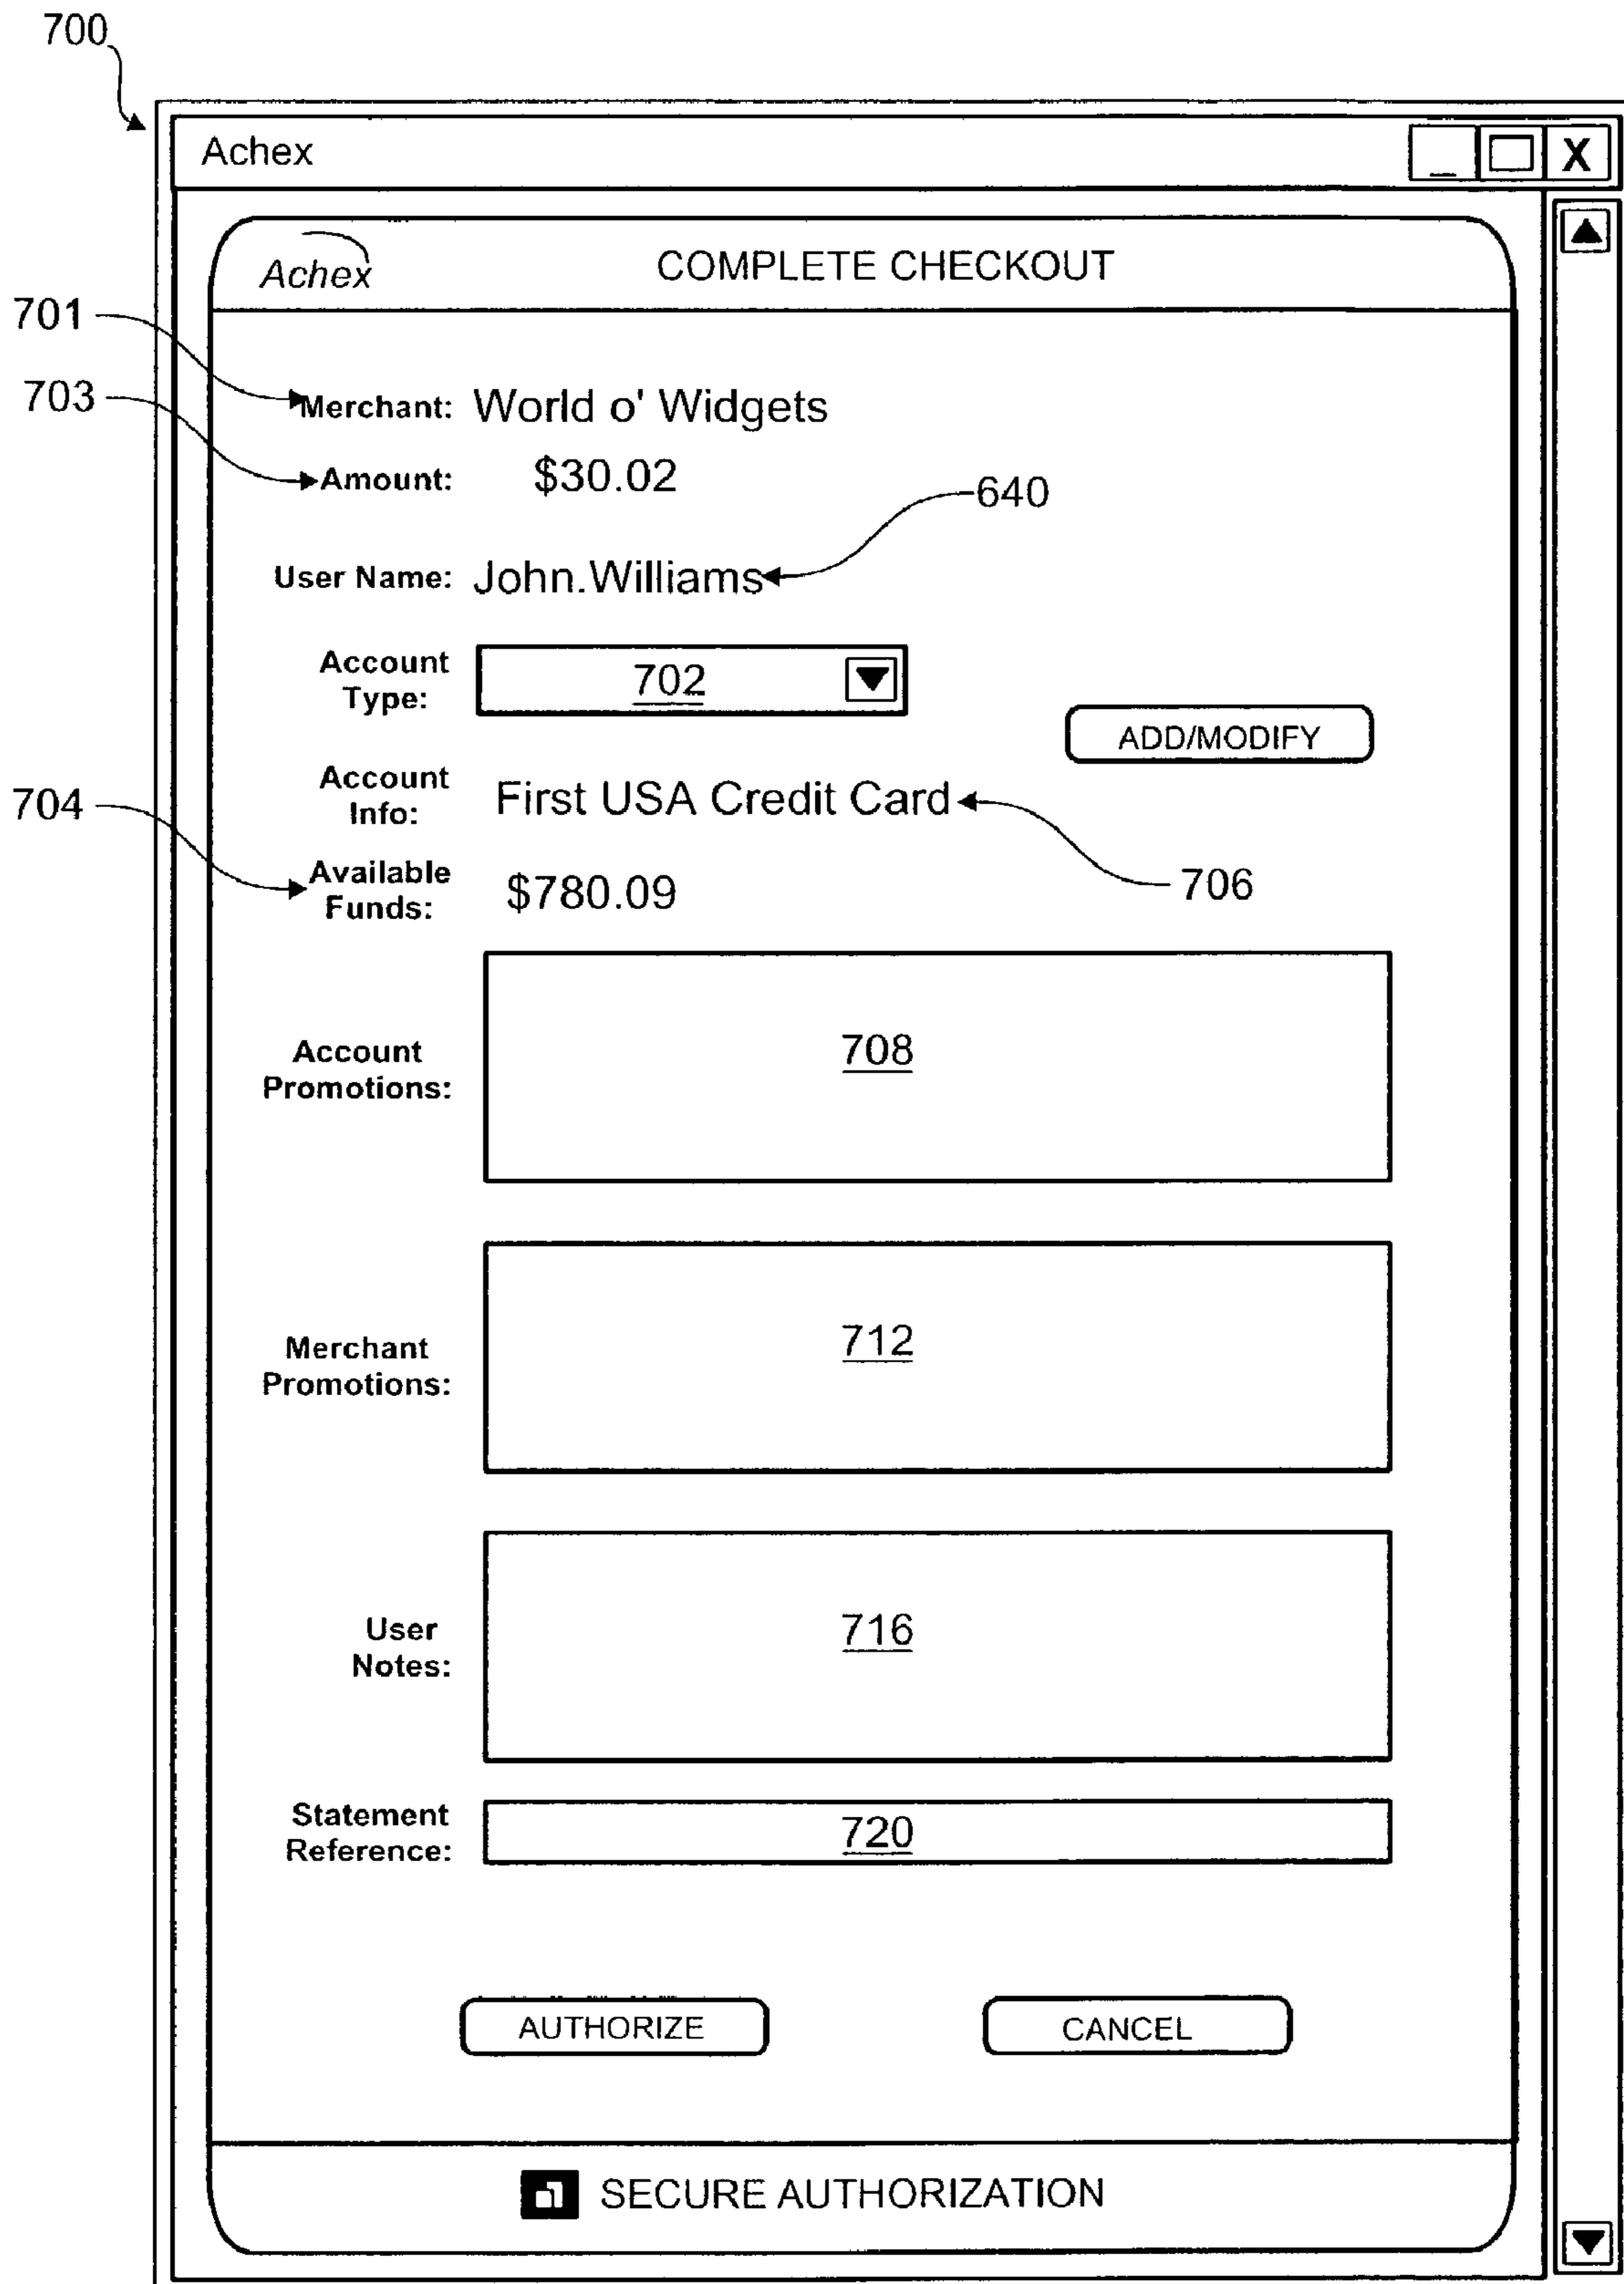 700
Achex
X
Achex COMPLETE CHECKOUT
701
Merchant: World o' Widgets
703
Amount: $30.02
640
User Name: John.Williams
Account
Type:
702
ADD/MODIFY
Account
Info:
First USA Credit Card
704
706
Available
Funds:
$780.09
Account
Promotions:
708
Merchant
Promotions:
712
User
Notes:
716
Statement
Reference:
720
AUTHORIZE CANCEL
SECURE AUTHORIZATION